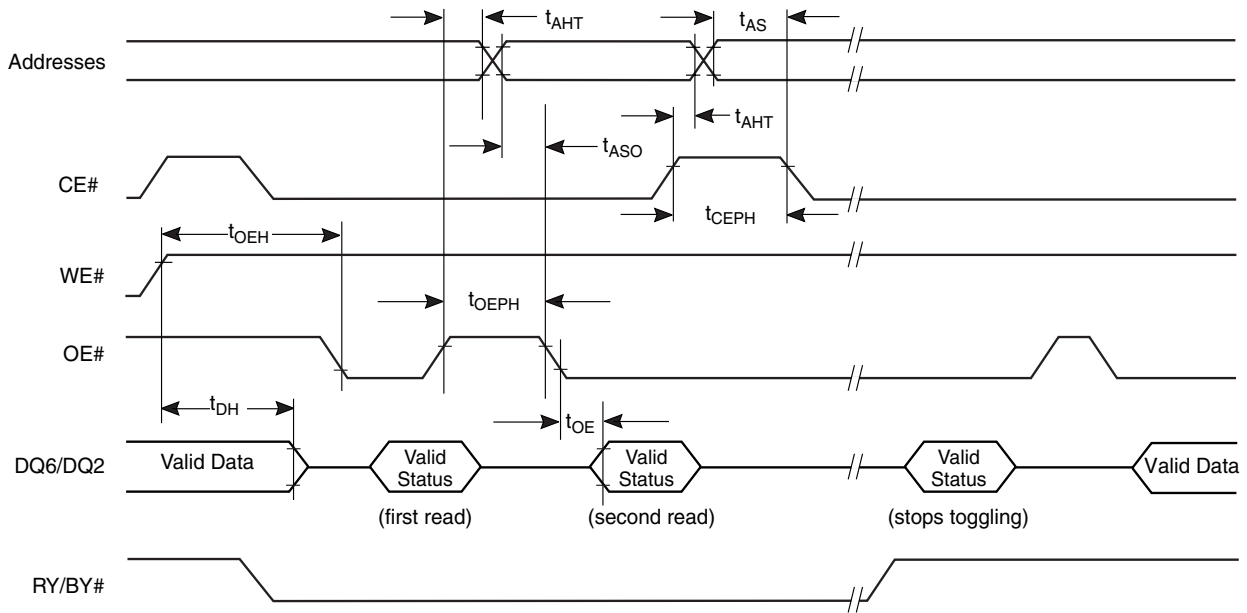 tAHT
tAS
Addresses
tAHT
tASO
CE#
tCEPH
tOEH
WE#
tOEPH
OE#
tDH
tOE
DQ6/DQ2
Valid Data
Valid
Status
Valid
Status
Valid
Status
Valid Data
(first read)
(second read)
(stops toggling)
RY/BY#